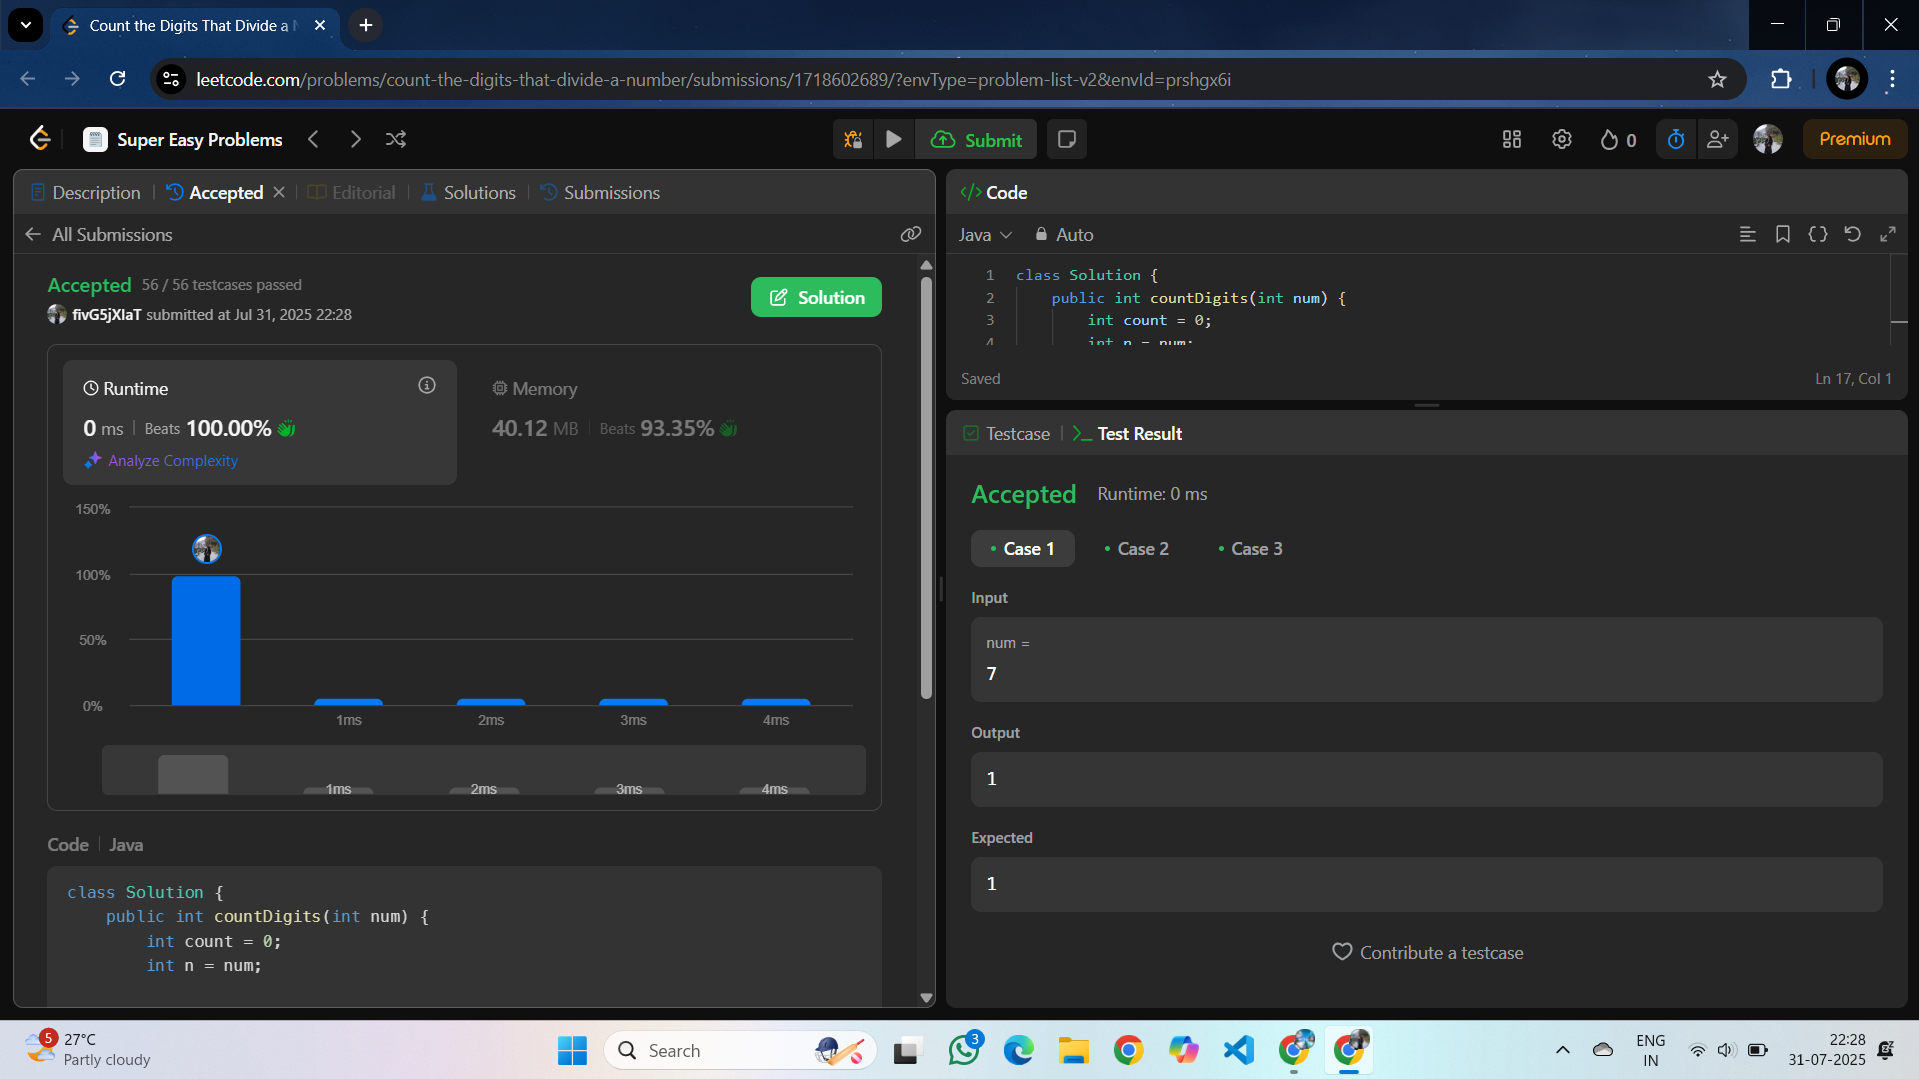 Count the Digits That Divide a N
leetcode.com/problems/count-the-digits-that-divide-a-number/submissions/1718602689/?envType=problem-list-v2&envId=prshgx6i
Super Easy Problems
Submit
0
Premium
Description
Accepted
Editorial
Solutions
Submissions
All Submissions
Accepted 56 / 56 testcases passed
Solution
fivG5jXIaT submitted at Jul 31, 2025 22:28
Runtime
0 ms Beats 100.00%
Analyze Complexity
Memory
40.12 MB Beats 93.35%
150%
100%
50%
0%
1ms 2ms 3ms 4ms
1ms 2ms 3ms 4ms
Code Java
class Solution {
public int countDigits(int num) {
int count = 0;
int n = num;
</> Code
Java Auto
1 class Solution {
2 public int countDigits(int num) {
3 int count = 0;
4 int n = num;
Saved
Ln 17, Col 1
Testcase
Test Result
Accepted Runtime: 0 ms
Case 1 Case 2 Case 3
Input
num =
7
Output
1
Expected
1
Contribute a testcase
5
27°C
Partly cloudy
Search
3
ENG
IN
22:28
31-07-2025